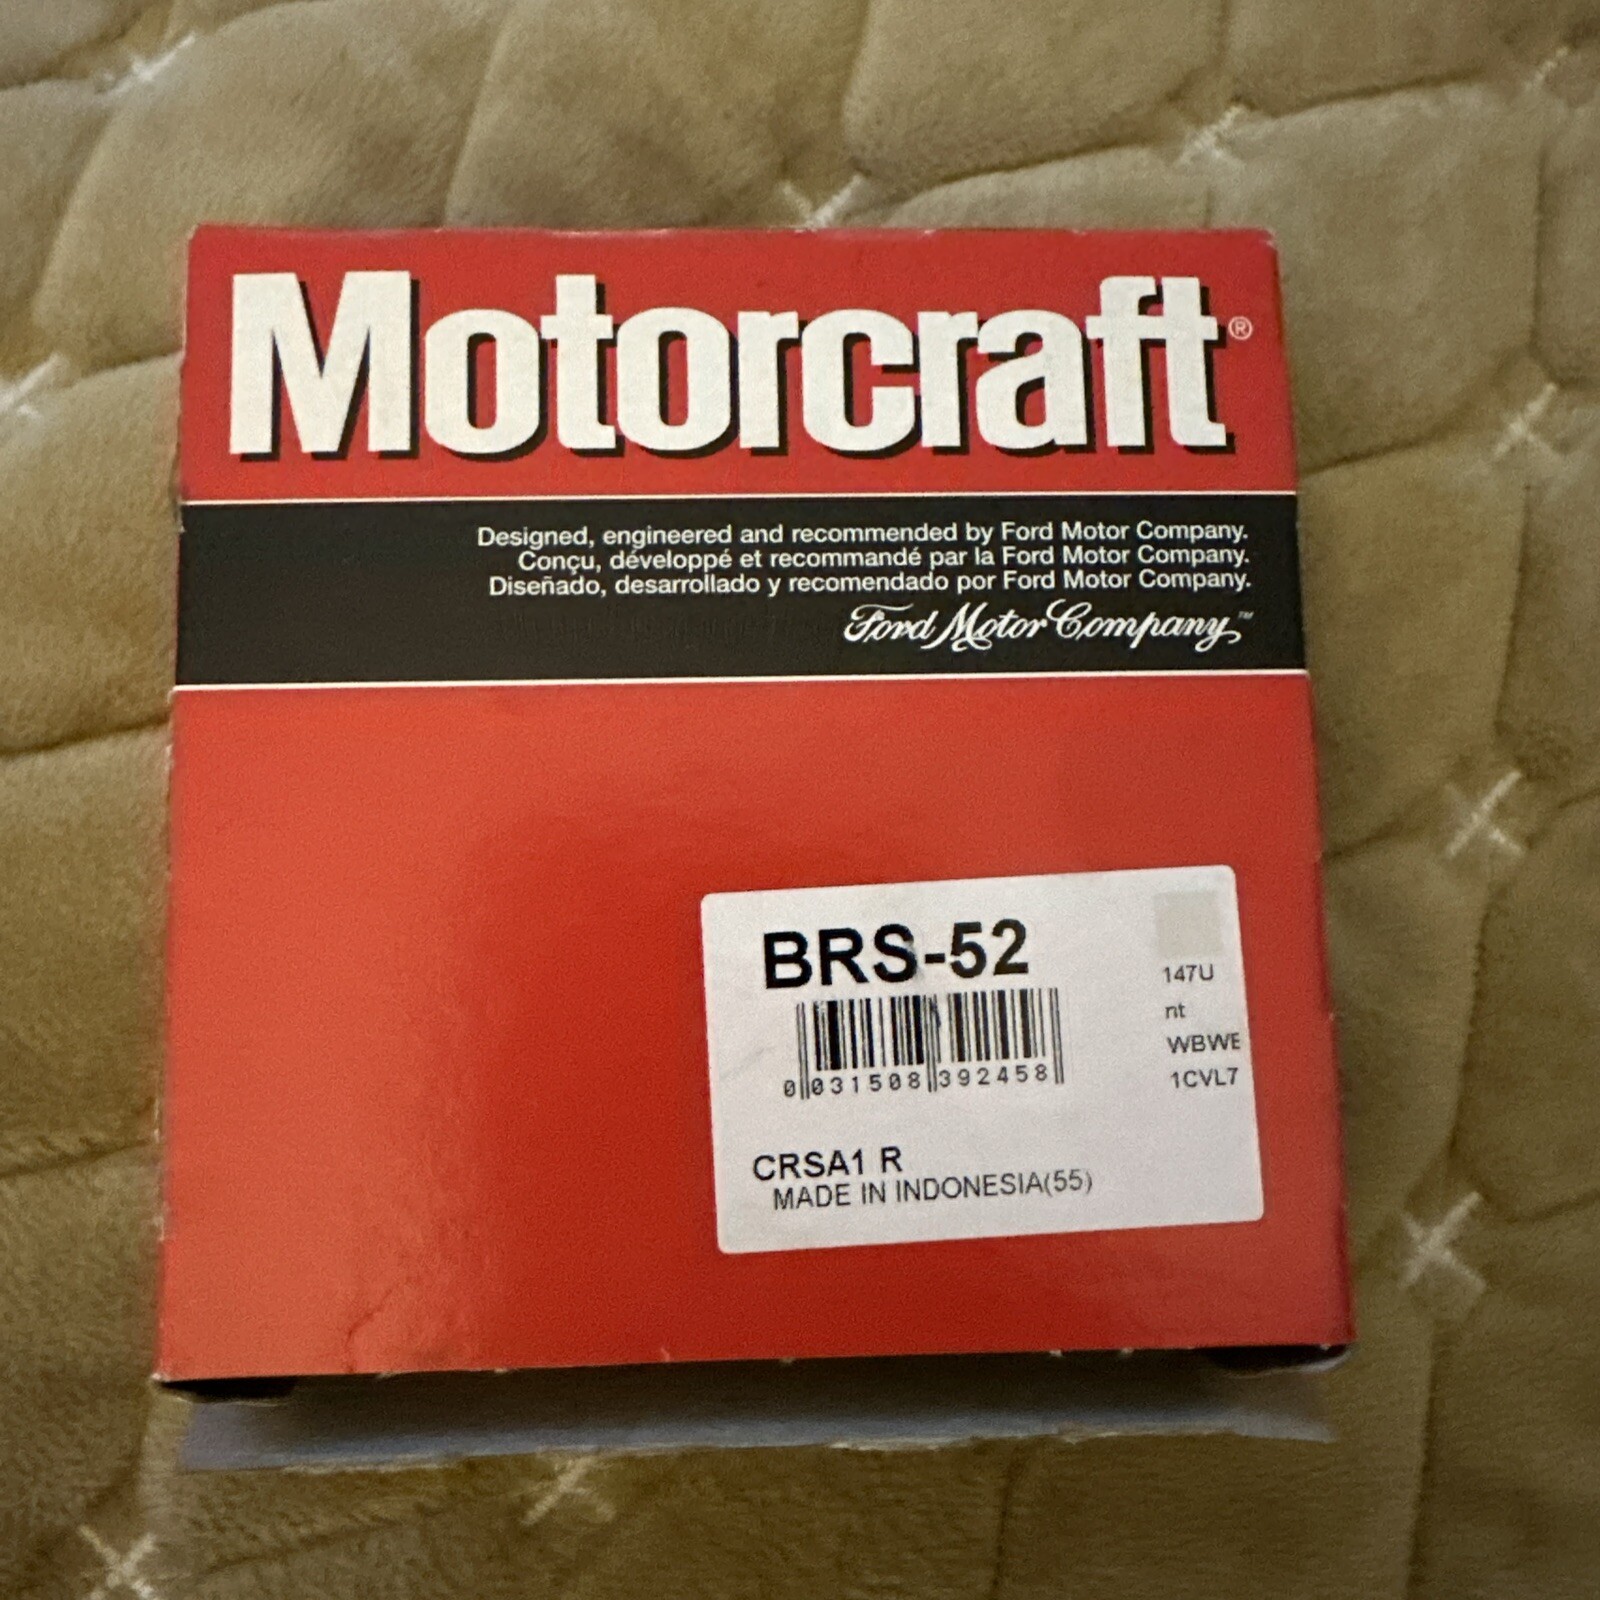 Motorcraft®
Designed, engineered and recommended by Ford Motor Company.
Conçu, développé et recommandé par la Ford Motor Company.
Diseñado, desarrollado y recomendado por Ford Motor Company.
Ford Motor Company™
BRS-52
147U
nt
WBWE
1CVL7
0 031508 392458
CRSA1 R
MADE IN INDONESIA(55)